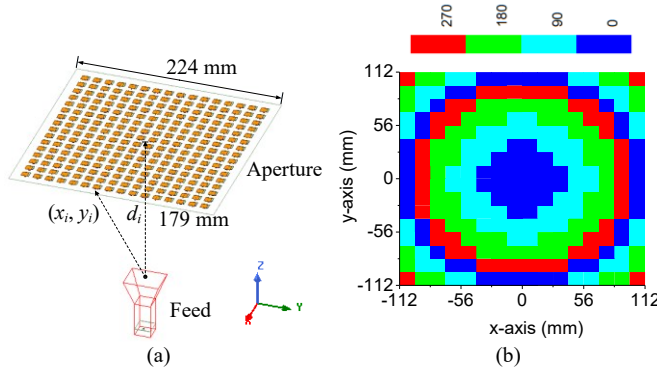 224 mm
Aperture
(xᵢ, yᵢ)
dᵢ
179 mm
Feed
Z
Y
X
(a)
270
180
90
0
y-axis (mm)
112
56
0
-56
-112
-112
-56
0
56
112
x-axis (mm)
(b)